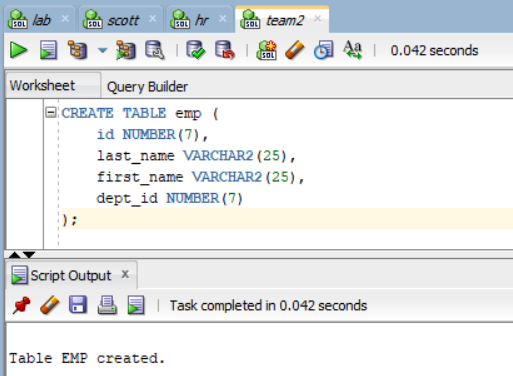 lab scott hr team2
0.042 seconds
Worksheet Query Builder
CREATE TABLE emp (
id NUMBER(7),
last_name VARCHAR2(25),
first_name VARCHAR2(25),
dept_id NUMBER(7)
);
Script Output x
Task completed in 0.042 seconds
Table EMP created.